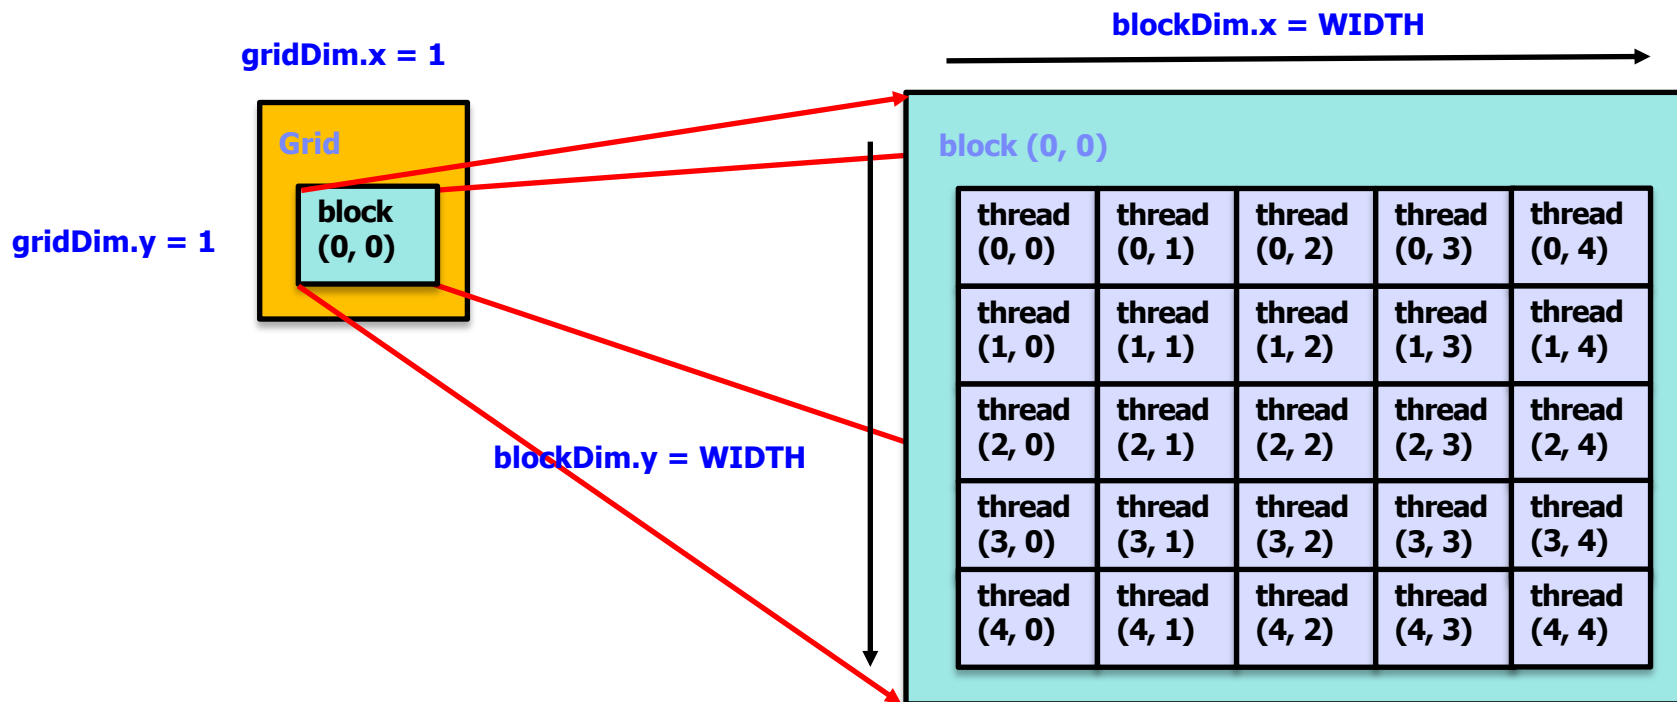 blockDim.x = WIDTH
gridDim.x = 1
Grid
block
(0, 0)
gridDim.y = 1
blockDim.y = WIDTH
block (0, 0)
thread thread thread thread thread
(0, 0) (0, 1) (0, 2) (0, 3) (0, 4)
thread thread thread thread thread
(1, 0) (1, 1) (1, 2) (1, 3) (1, 4)
thread thread thread thread thread
(2, 0) (2, 1) (2, 2) (2, 3) (2, 4)
thread thread thread thread thread
(3, 0) (3, 1) (3, 2) (3, 3) (3, 4)
thread thread thread thread thread
(4, 0) (4, 1) (4, 2) (4, 3) (4, 4)